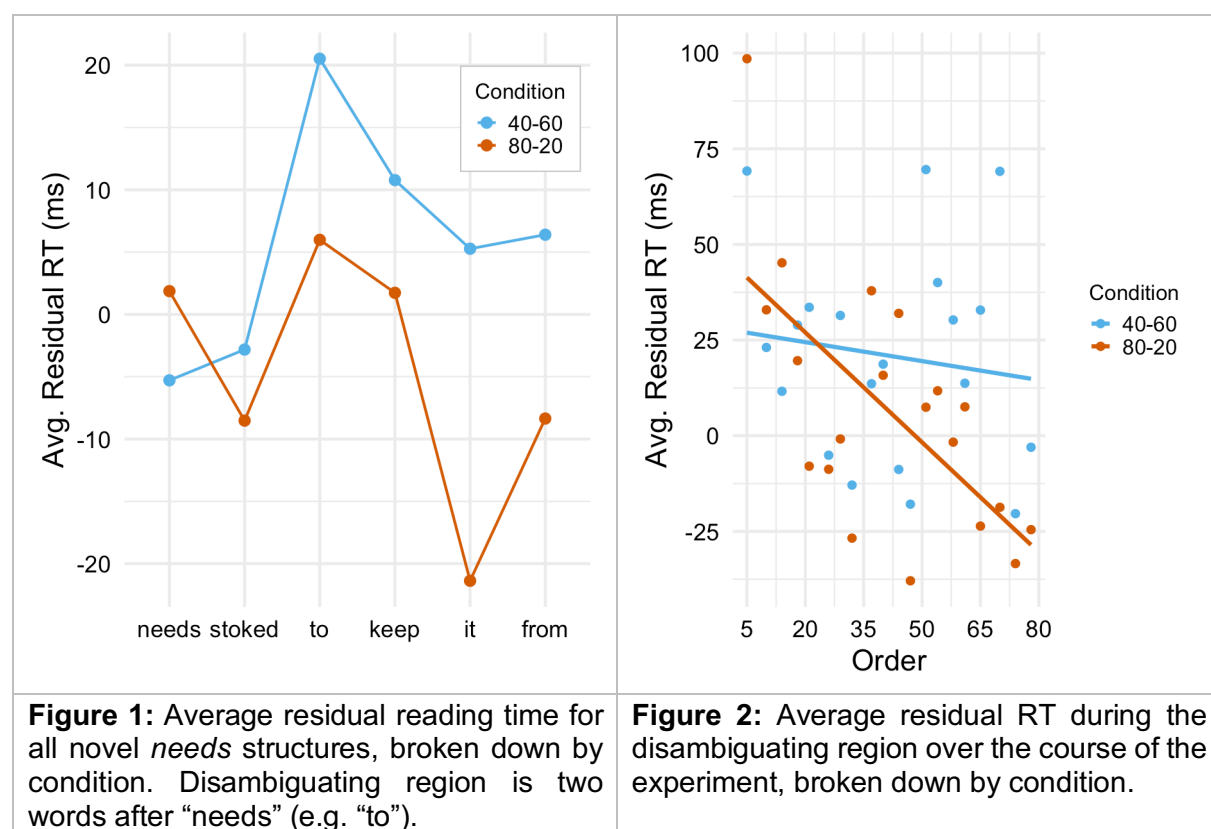 20
10
0
-10
-20
Avg. Residual RT (ms)
Condition
40-60
80-20
needs stoked to keep it from
100
75
50
25
0
-25
Avg. Residual RT (ms)
5 20 35 50 65 80
Order
Condition
40-60
80-20
Figure 1: Average residual reading time for
all novel needs structures, broken down by
condition. Disambiguating region is two
words after “needs” (e.g. “to”).
Figure 2: Average residual RT during the
disambiguating region over the course of the
experiment, broken down by condition.